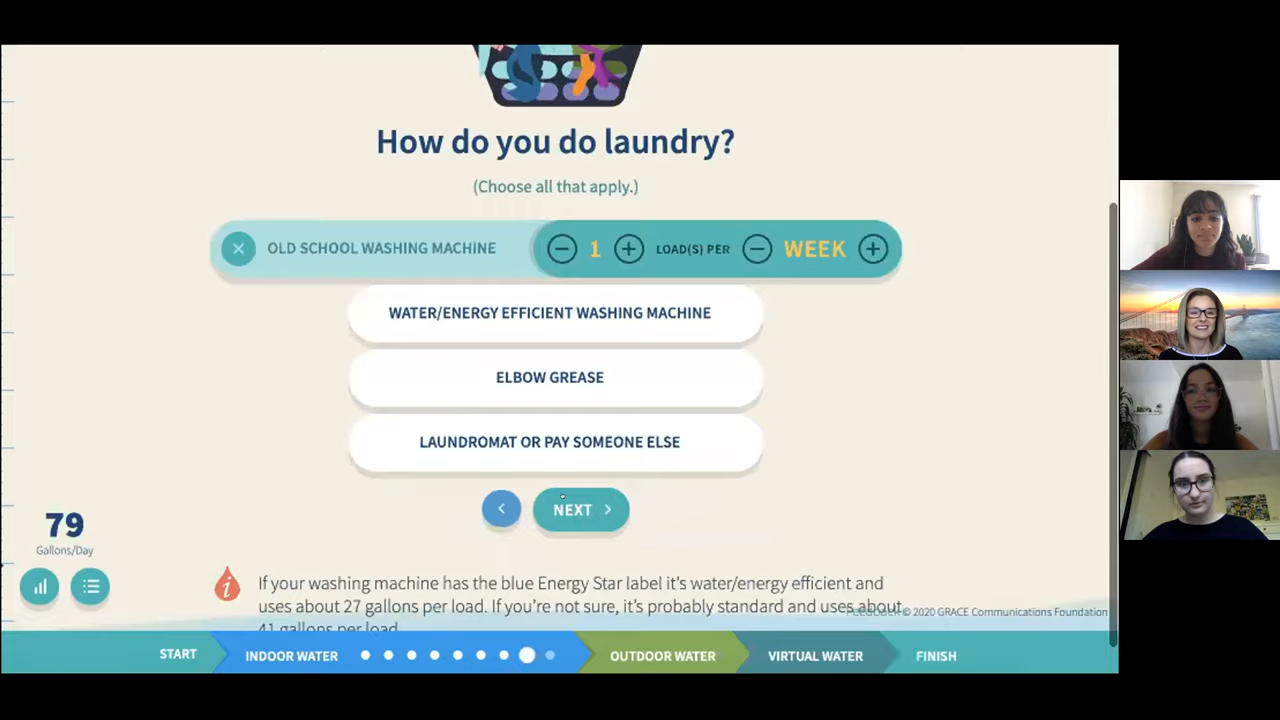 How do you do laundry?
(Choose all that apply.)
OLD SCHOOL WASHING MACHINE
1 LOAD(S) PER WEEK
WATER/ENERGY EFFICIENT WASHING MACHINE
ELBOW GREASE
LAUNDROMAT OR PAY SOMEONE ELSE
NEXT
79
Gallons/Day
If your washing machine has the blue Energy Star label it's water/energy efficient and
uses about 27 gallons per load. If you're not sure, it's probably standard and uses about
41 gallons per load
© 2020 GRACE Communications Foundation
START
INDOOR WATER
OUTDOOR WATER
VIRTUAL WATER
FINISH